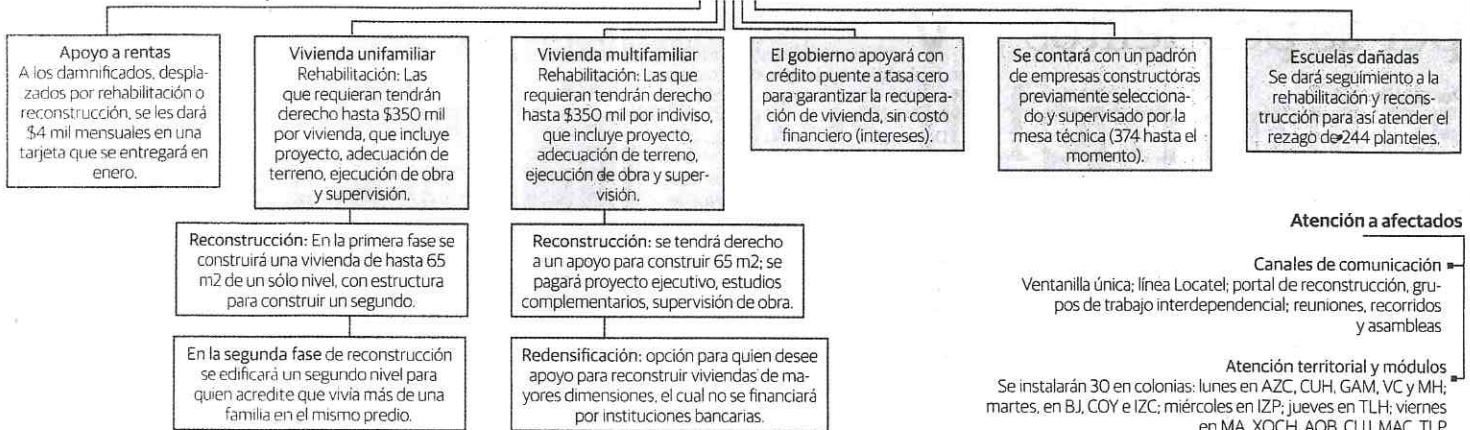 Apoyo a rentas
A los damnificados, despla-
zados por rehabilitación o
reconstrucción, se les dará
$4 mil mensuales en una
tarjeta que se entregará en
enero.
Vivienda unifamiliar
Rehabilitación: Las
que requieran tendrán
derecho hasta $350 mil
por vivienda, que incluye
proyecto, adecuación de
terreno, ejecución de obra
y supervisión.
Reconstrucción: En la primera fase se
construirá una vivienda de hasta 65
m2 de un sólo nivel, con estructura
para construir un segundo.
En la segunda fase de reconstrucción
se edificará un segundo nivel para
quien acredite que vivía más de una
familia en el mismo predio.
Vivienda multifamiliar
Rehabilitación: Las que
requieran tendrán derecho
hasta $350 mil por indiviso,
que incluye proyecto,
adecuación de terreno,
ejecución de obra y super-
visión.
Reconstrucción: se tendrá derecho
a un apoyo para construir 65 m2; se
pagará proyecto ejecutivo, estudios
complementarios, supervisión de obra.
Redensificación: opción para quien desee
apoyo para reconstruir viviendas de ma-
yores dimensiones, el cual no se financiará
por instituciones bancarias.
El gobierno apoyará con
crédito puente a tasa cero
para garantizar la recupera-
ción de vivienda, sin costo
financiero (intereses).
Se contará con un padrón
de empresas constructoras
previamente selecciona-
do y supervisado por la
mesa técnica (374 hasta el
momento).
Escuelas dañadas
Se dará seguimiento a la
rehabilitación y recons-
trucción para así atender el
rezago de 244 planteles.
Atención a afectados
Canales de comunicación
Ventanilla única; línea Locatel; portal de reconstrucción, gru-
pos de trabajo interdependencial; reuniones, recorridos
y asambleas
Atención territorial y módulos
Se instalarán 30 en colonias: lunes en AZC, CUH, GAM, VC y MH;
martes, en BJ, COY e IZC; miércoles en IZP; jueves en TLH; viernes
en MA, XOCH, AOB, CUJ, MAC, TLP